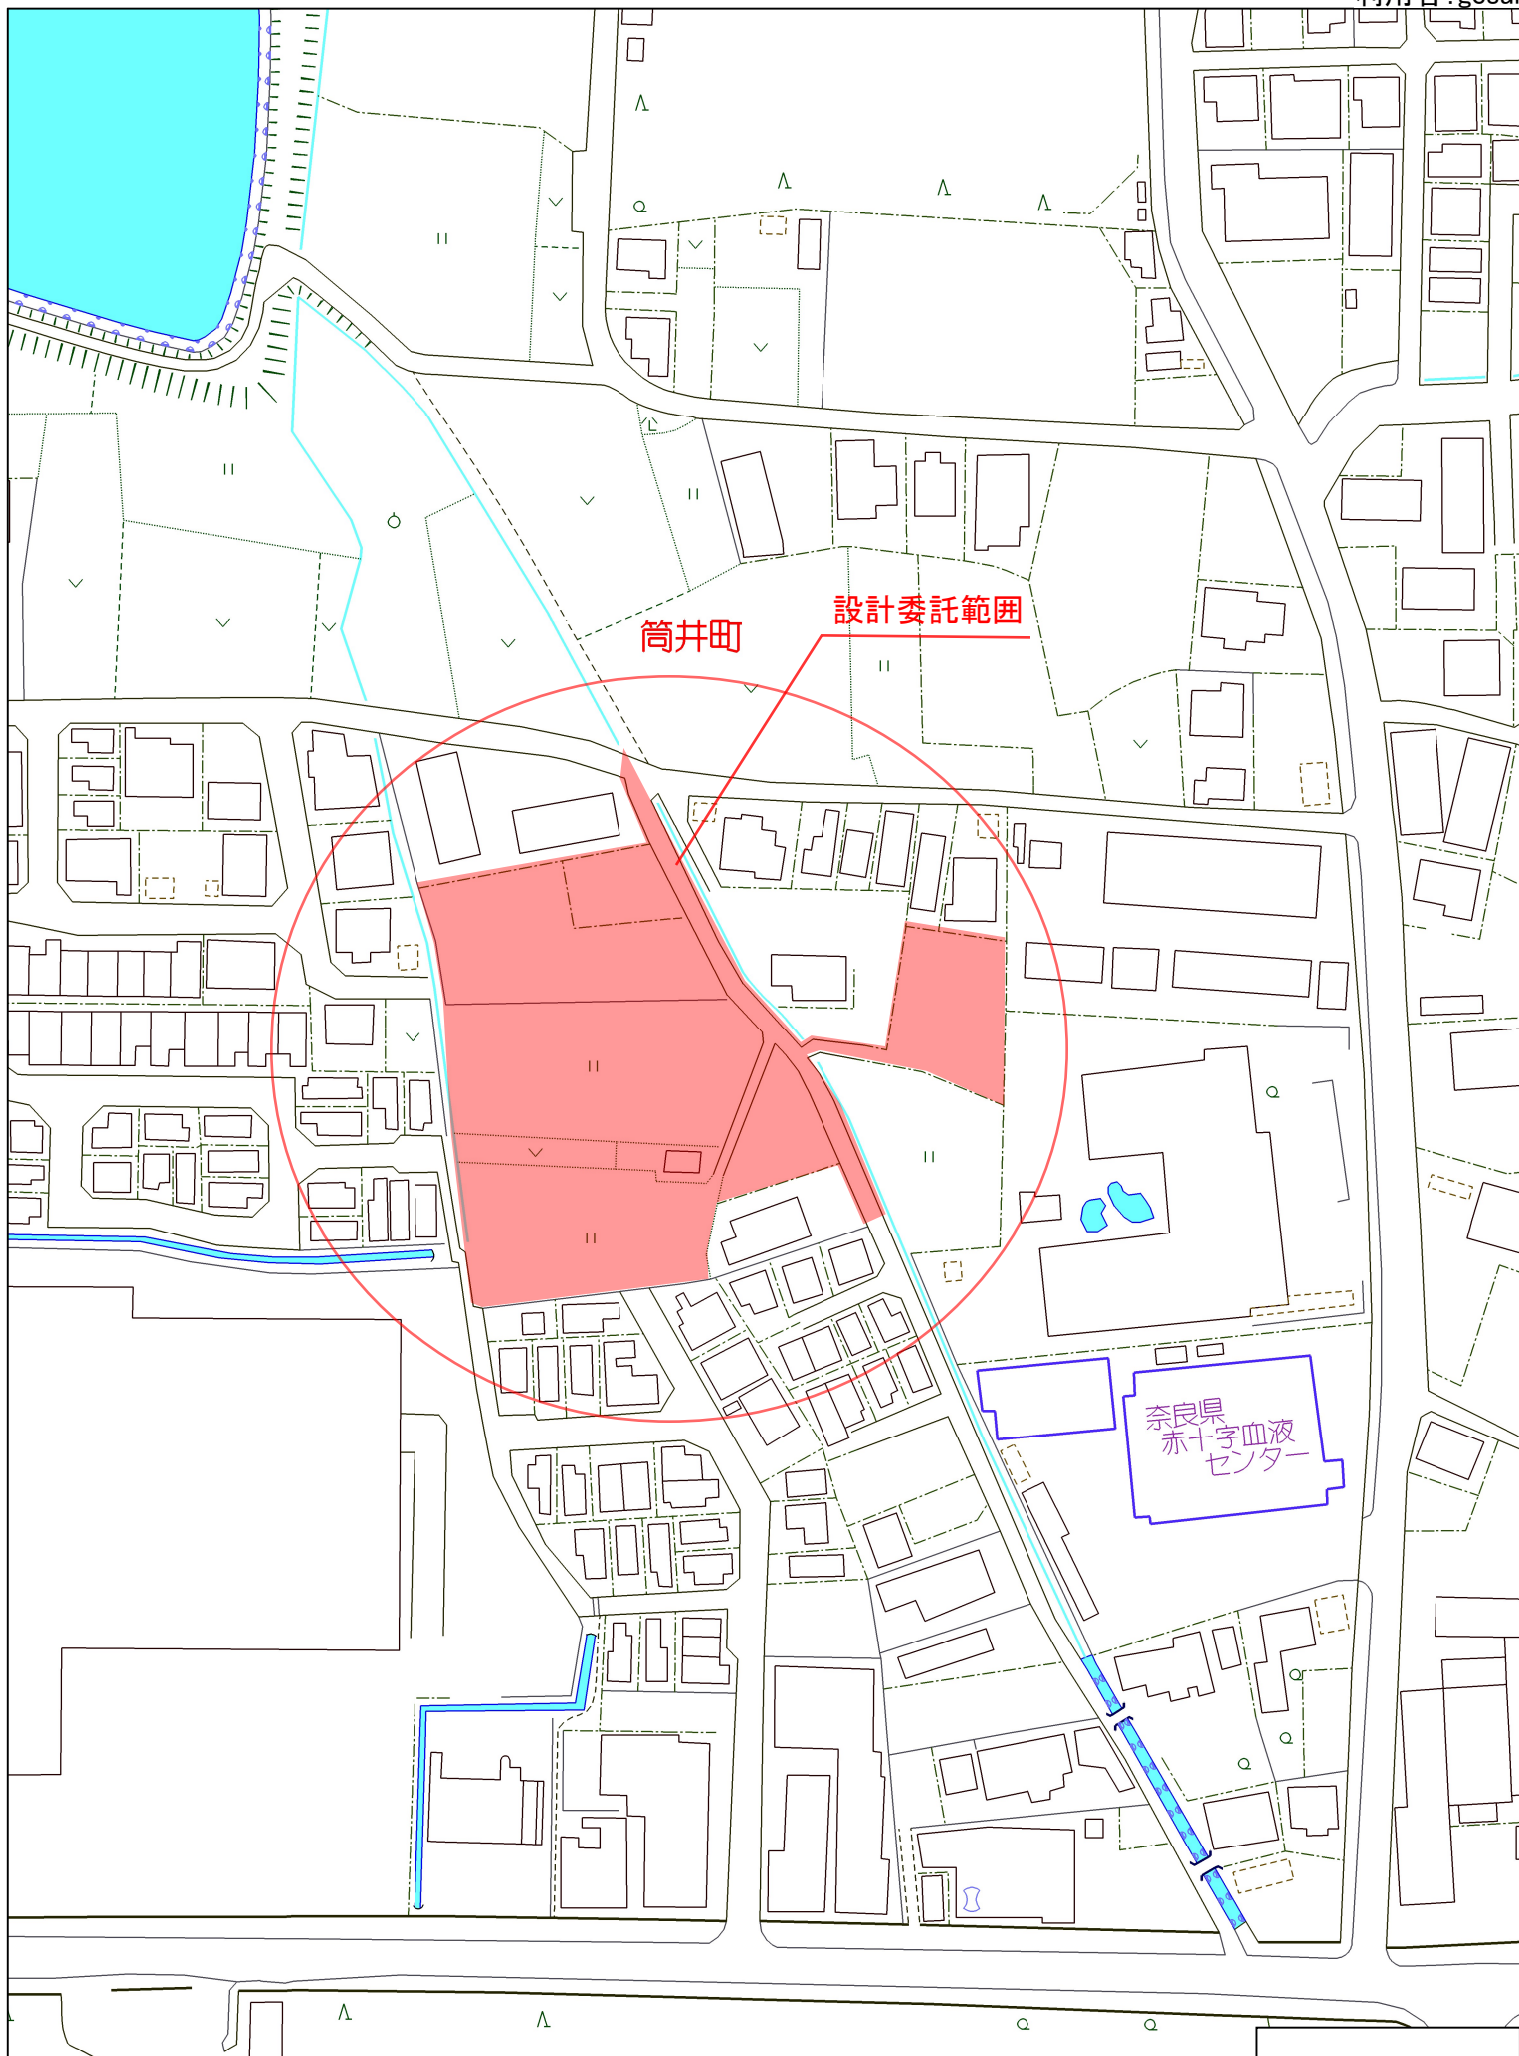 筒井町
設計委託範囲
奈良県
赤十字血液
センター